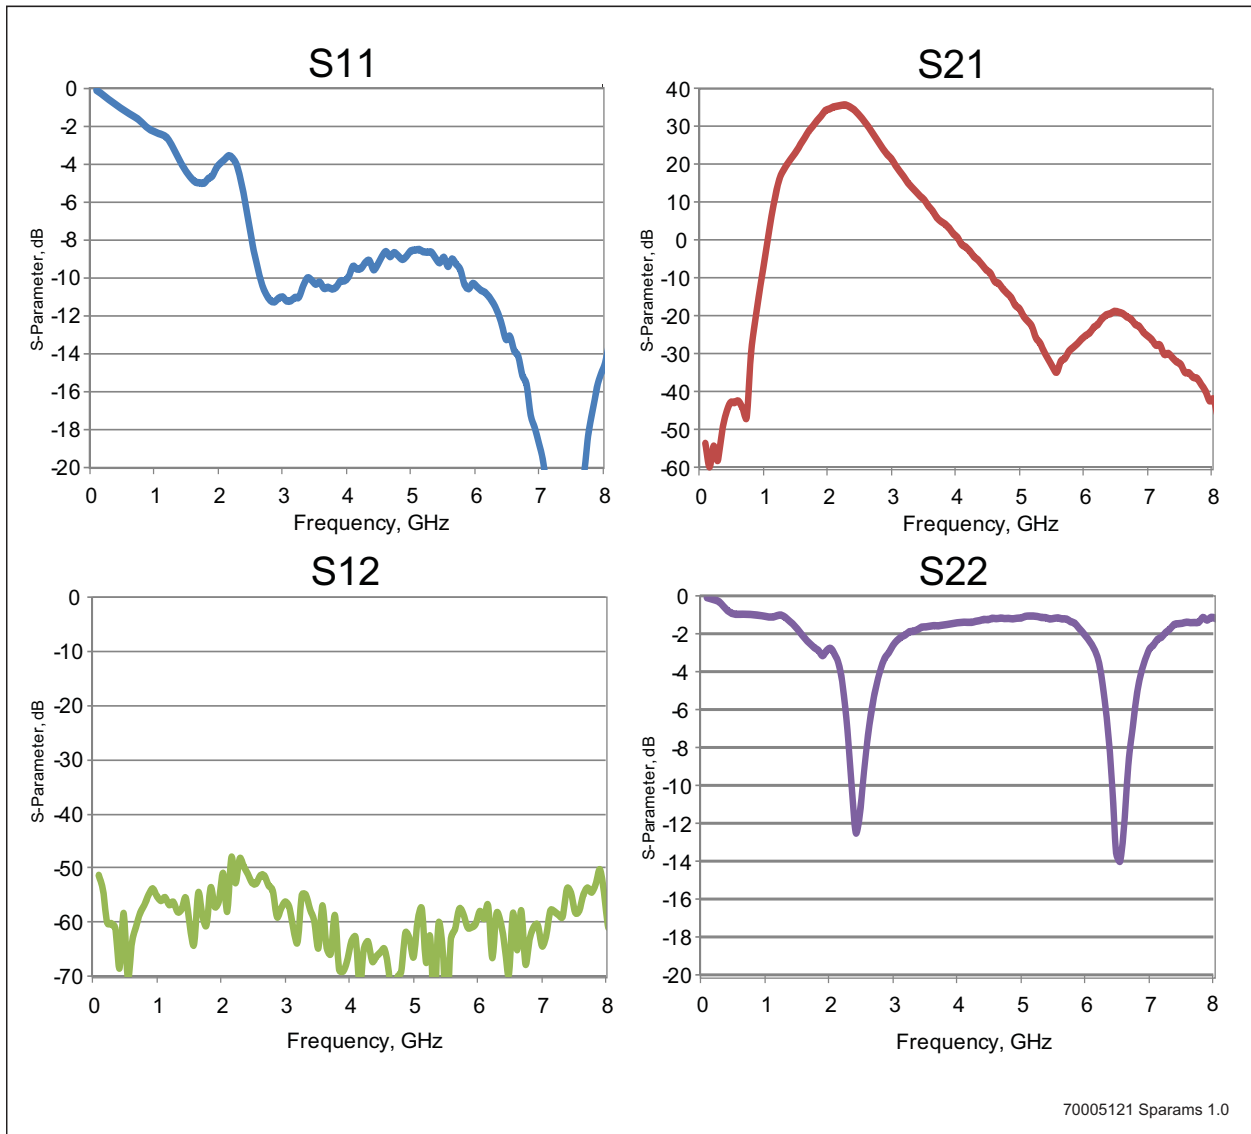 S11
0
-2
-4
-6
-8
-10
-12
-14
-16
-18
-20
S-Parameter, dB
0 1 2 3 4 5 6 7 8
Frequency, GHz
S21
40
30
20
10
0
-10
-20
-30
-40
-50
-60
S-Parameter, dB
0 1 2 3 4 5 6 7 8
Frequency, GHz
S12
0
-10
-20
-30
-40
-50
-60
-70
S-Parameter, dB
0 1 2 3 4 5 6 7 8
Frequency, GHz
S22
0
-2
-4
-6
-8
-10
-12
-14
-16
-18
-20
S-Parameter, dB
0 1 2 3 4 5 6 7 8
Frequency, GHz
70005121 Sparams 1.0